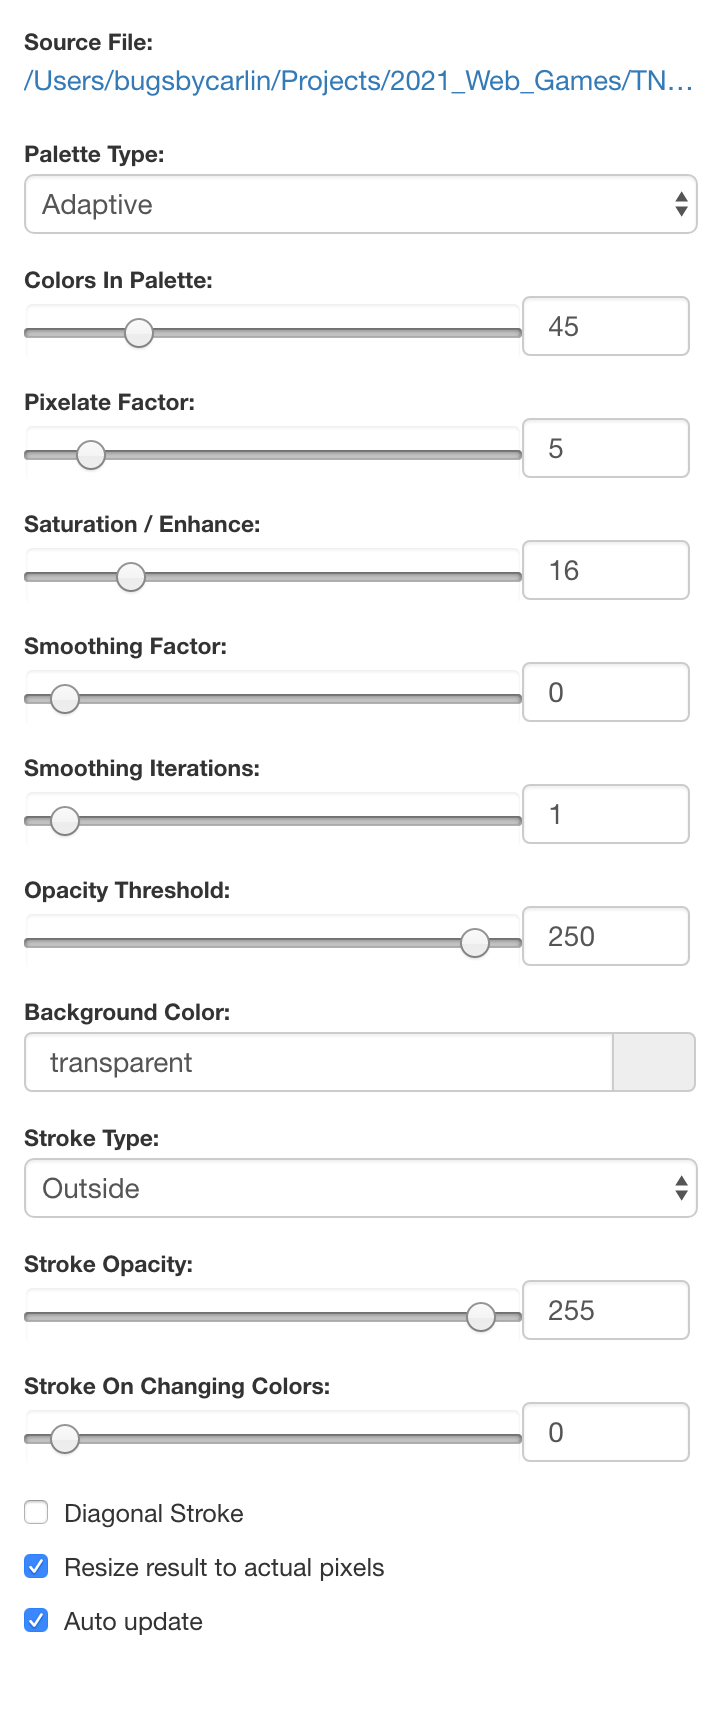 Source File:
/Users/bugsbycarlin/Projects/2021_Web_Games/TN...
Palette Type:
Adaptive
Colors In Palette:
45
Pixelate Factor:
5
Saturation / Enhance:
16
Smoothing Factor:
0
Smoothing Iterations:
1
Opacity Threshold:
250
Background Color:
transparent
Stroke Type:
Outside
Stroke Opacity:
255
Stroke On Changing Colors:
0
Diagonal Stroke
Resize result to actual pixels
Auto update